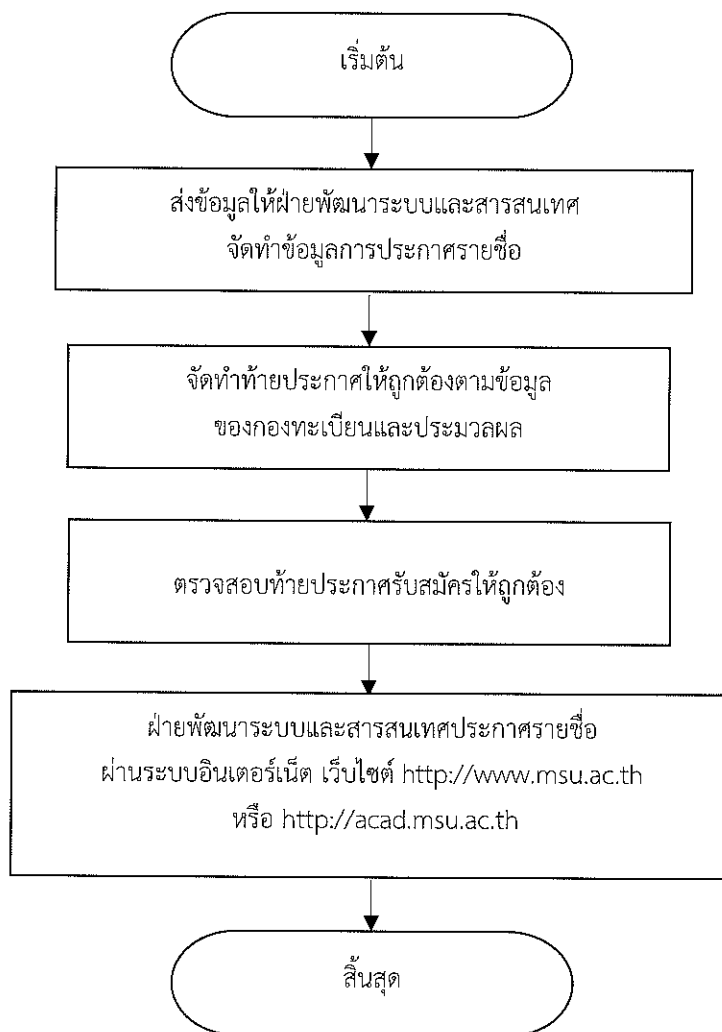 เริ่มต้น
ส่งข้อมูลให้ฝ่ายพัฒนาระบบและสารสนเทศ
จัดทำข้อมูลการประกาศรายชื่อ
จัดทำท้ายประกาศให้ถูกต้องตามข้อมูล
ของกองทะเบียนและประมวลผล
ตรวจสอบท้ายประกาศรับสมัครให้ถูกต้อง
ฝ่ายพัฒนาระบบและสารสนเทศประกาศรายชื่อ
ผ่านระบบอินเตอร์เน็ต เว็บไซต์ http://www.msu.ac.th
หรือ http://acad.msu.ac.th
สิ้นสุด